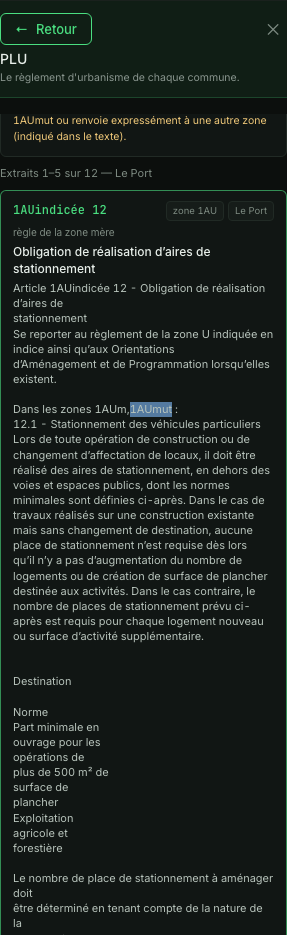 ← Retour
×
PLU
Le règlement d'urbanisme de chaque commune.
1AUmut ou renvoie expressément à une autre zone
(indiqué dans le texte).
Extraits 1–5 sur 12 — Le Port
1AUindicée 12
zone 1AU
Le Port
règle de la zone mère
Obligation de réalisation d’aires de
stationnement
Article 1AUindicée 12 - Obligation de réalisation
d’aires de
stationnement
Se reporter au règlement de la zone U indiquée en
indice ainsi qu’aux Orientations
d’Aménagement et de Programmation lorsqu’elles
existent.
Dans les zones 1AUm,1AUmut :
12.1 - Stationnement des véhicules particuliers
Lors de toute opération de construction ou de
changement d’affectation de locaux, il doit être
réalisé des aires de stationnement, en dehors des
voies et espaces publics, dont les normes
minimales sont définies ci-après. Dans le cas de
travaux réalisés sur une construction existante
mais sans changement de destination, aucune
place de stationnement n’est requise dès lors
qu’il n’y a pas d’augmentation du nombre de
logements ou de création de surface de plancher
destinée aux activités. Dans le cas contraire, le
nombre de places de stationnement prévu ci-
après est requis pour chaque logement nouveau
ou surface d’activité supplémentaire.
Destination
Norme
Part minimale en
ouvrage pour les
opérations de
plus de 500 m² de
surface de
plancher
Exploitation
agricole et
forestière
Le nombre de place de stationnement à aménager
doit
être déterminé en tenant compte de la nature de
la